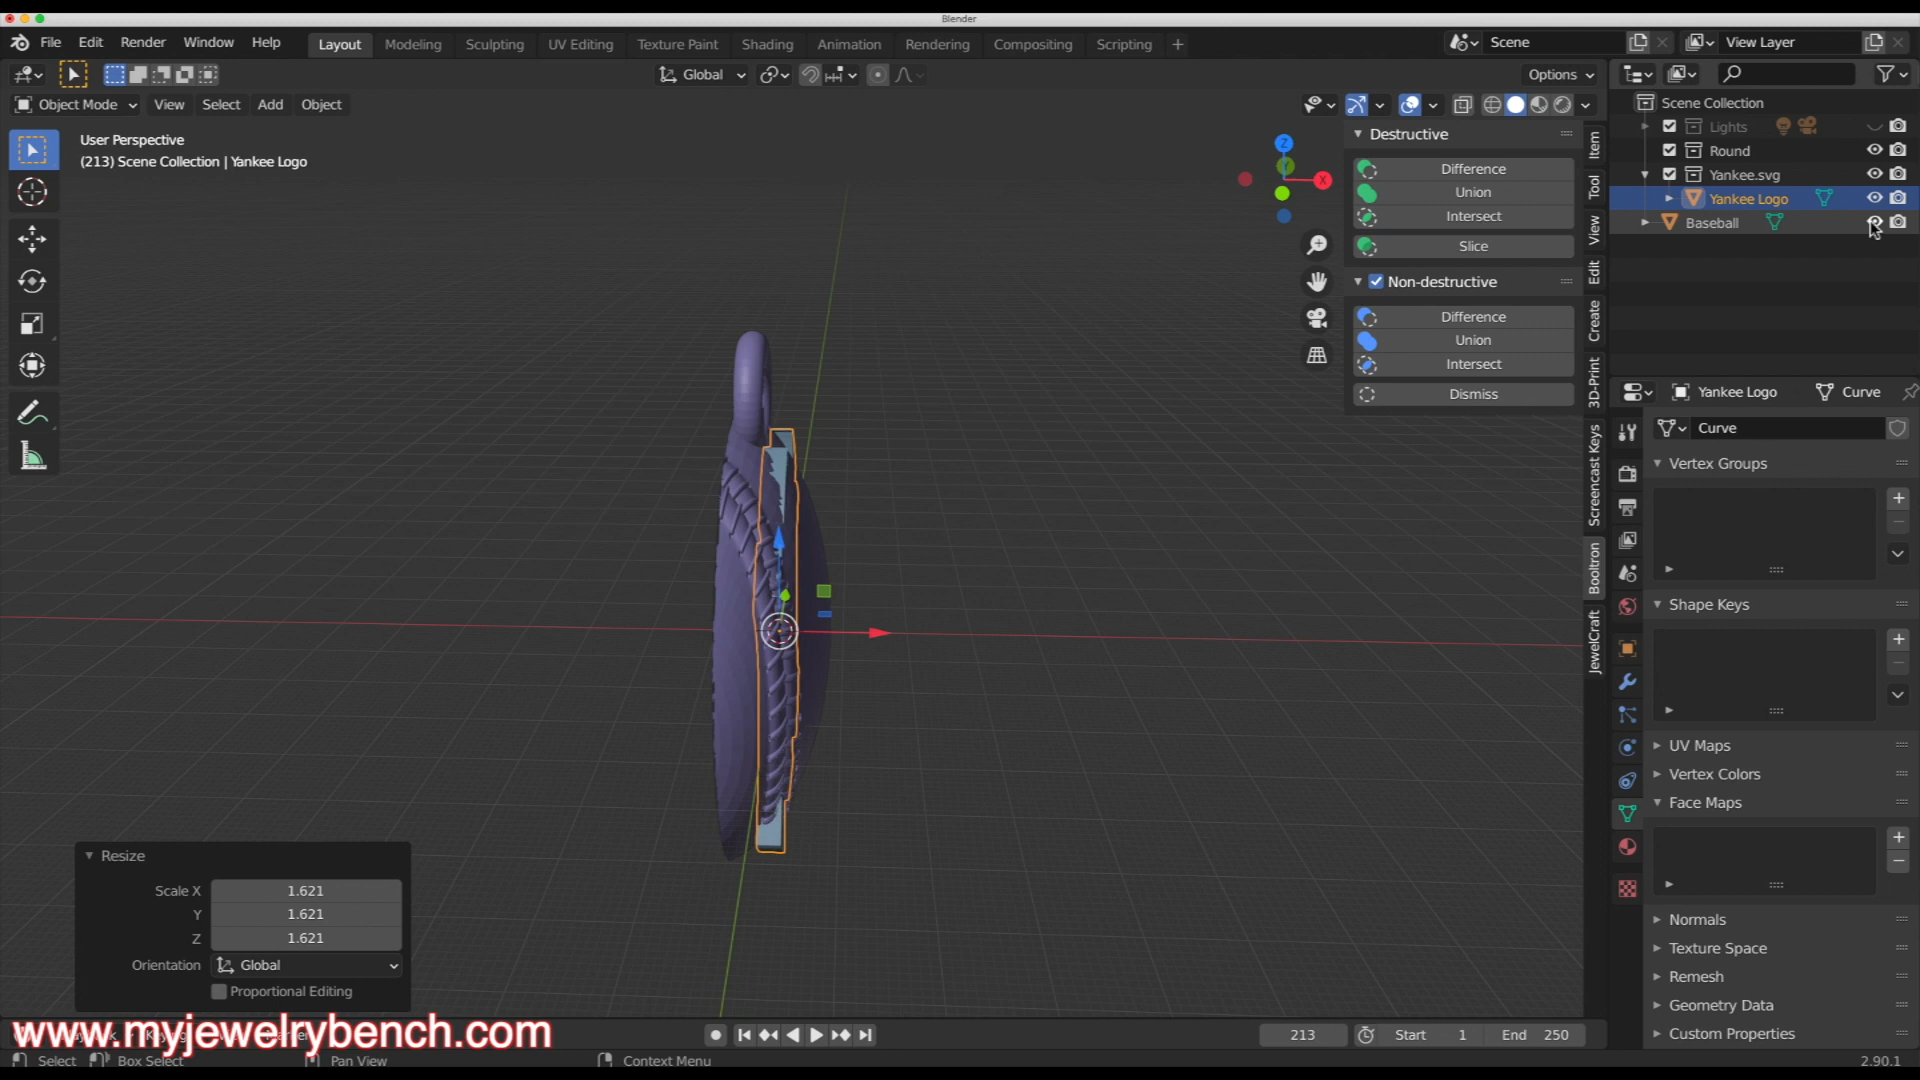 Blender
File Edit Render Window Help
Layout Modeling Sculpting UV Editing Texture Paint Shading Animation Rendering Compositing Scripting +
Scene
View Layer
Global
Options
Object Mode View Select Add Object
User Perspective
(213) Scene Collection | Yankee Logo
Z
X
Destructive
Difference
Union
Intersect
Slice
Non-destructive
Difference
Union
Intersect
Dismiss
Item
Tool
View
Edit
Create
3D-Print
Screencast Keys
Booltron
JewelCraft
Scene Collection
Lights
Round
Yankee.svg
Yankee Logo
Baseball
Yankee Logo Curve
Curve
Vertex Groups
Shape Keys
UV Maps
Vertex Colors
Face Maps
Normals
Texture Space
Remesh
Geometry Data
Custom Properties
Resize
Scale X 1.621
Y 1.621
Z 1.621
Orientation Global
Proportional Editing
www.myjewelrybench.com
213 Start 1 End 250
Select Box Select Pan View Context Menu
2.90.1